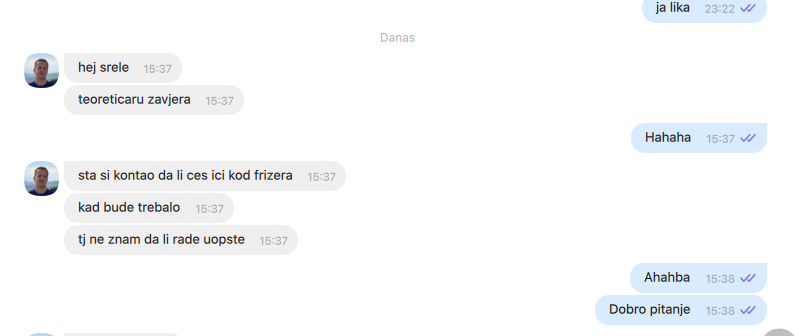 ja lika 23:22
Danas
hej srele 15:37
teoreticaru zavjera 15:37
Hahaha 15:37
sta si kontao da li ces ici kod frizera 15:37
kad bude trebalo 15:37
tj ne znam da li rade uopste 15:37
Ahahba 15:38
Dobro pitanje 15:38